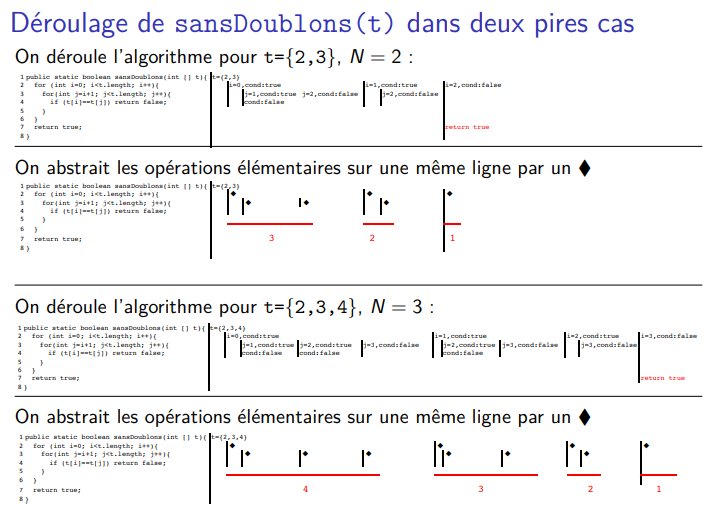 Déroulage de sansDoublons(t) dans deux pires cas
On déroule l'algorithme pour t={2,3}, N = 2 :
1 public static boolean sansDoublons(int [] t){ t={2,3}
2 for (int i=0; i<t.length; i++){ i=0,cond:true i=1,cond:true i=2,cond:false
3 for(int j=i+1; j<t.length; j++){ j=1,cond:true j=2,cond:false j=2,cond:false
4 if (t[i]==t[j]) return false; cond:false
5 }
6 }
7 return true; return true
8 }
On abstrait les opérations élémentaires sur une même ligne par un ♦
1 public static boolean sansDoublons(int [] t){ t={2,3}
2 for (int i=0; i<t.length; i++){ ♦ ♦ ♦
3 for(int j=i+1; j<t.length; j++){ ♦ ♦ ♦
4 if (t[i]==t[j]) return false;
5 }
6 }
7 return true; 3 2 1
8 }
On déroule l'algorithme pour t={2,3,4}, N = 3 :
1 public static boolean sansDoublons(int [] t){ t={2,3,4}
2 for (int i=0; i<t.length; i++){ i=0,cond:true i=1,cond:true i=2,cond:true i=3,cond:false
3 for(int j=i+1; j<t.length; j++){ j=1,cond:true j=2,cond:true j=3,cond:false j=2,cond:true j=3,cond:false j=3,cond:false
4 if (t[i]==t[j]) return false; cond:false cond:false cond:false
5 }
6 }
7 return true; return true
8 }
On abstrait les opérations élémentaires sur une même ligne par un ♦
1 public static boolean sansDoublons(int [] t){ t={2,3,4}
2 for (int i=0; i<t.length; i++){ ♦ ♦ ♦ ♦
3 for(int j=i+1; j<t.length; j++){ ♦ ♦ ♦ ♦ ♦ ♦
4 if (t[i]==t[j]) return false;
5 }
6 }
7 return true; 4 3 2 1
8 }